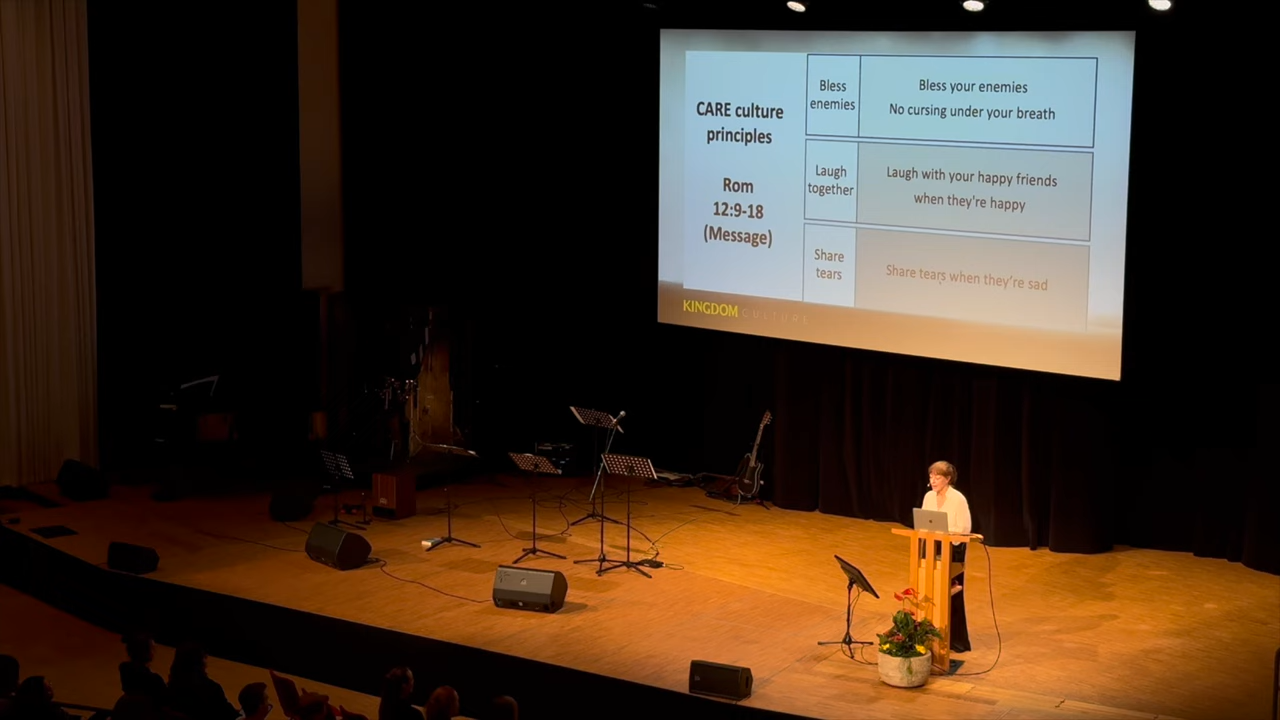 CARE culture
principles
Rom
12:9-18
(Message)
Bless
enemies
Bless your enemies
No cursing under your breath
Laugh
together
Laugh with your happy friends
when they're happy
Share
tears
Share tears when they're sad
KINGDOM CULTURE